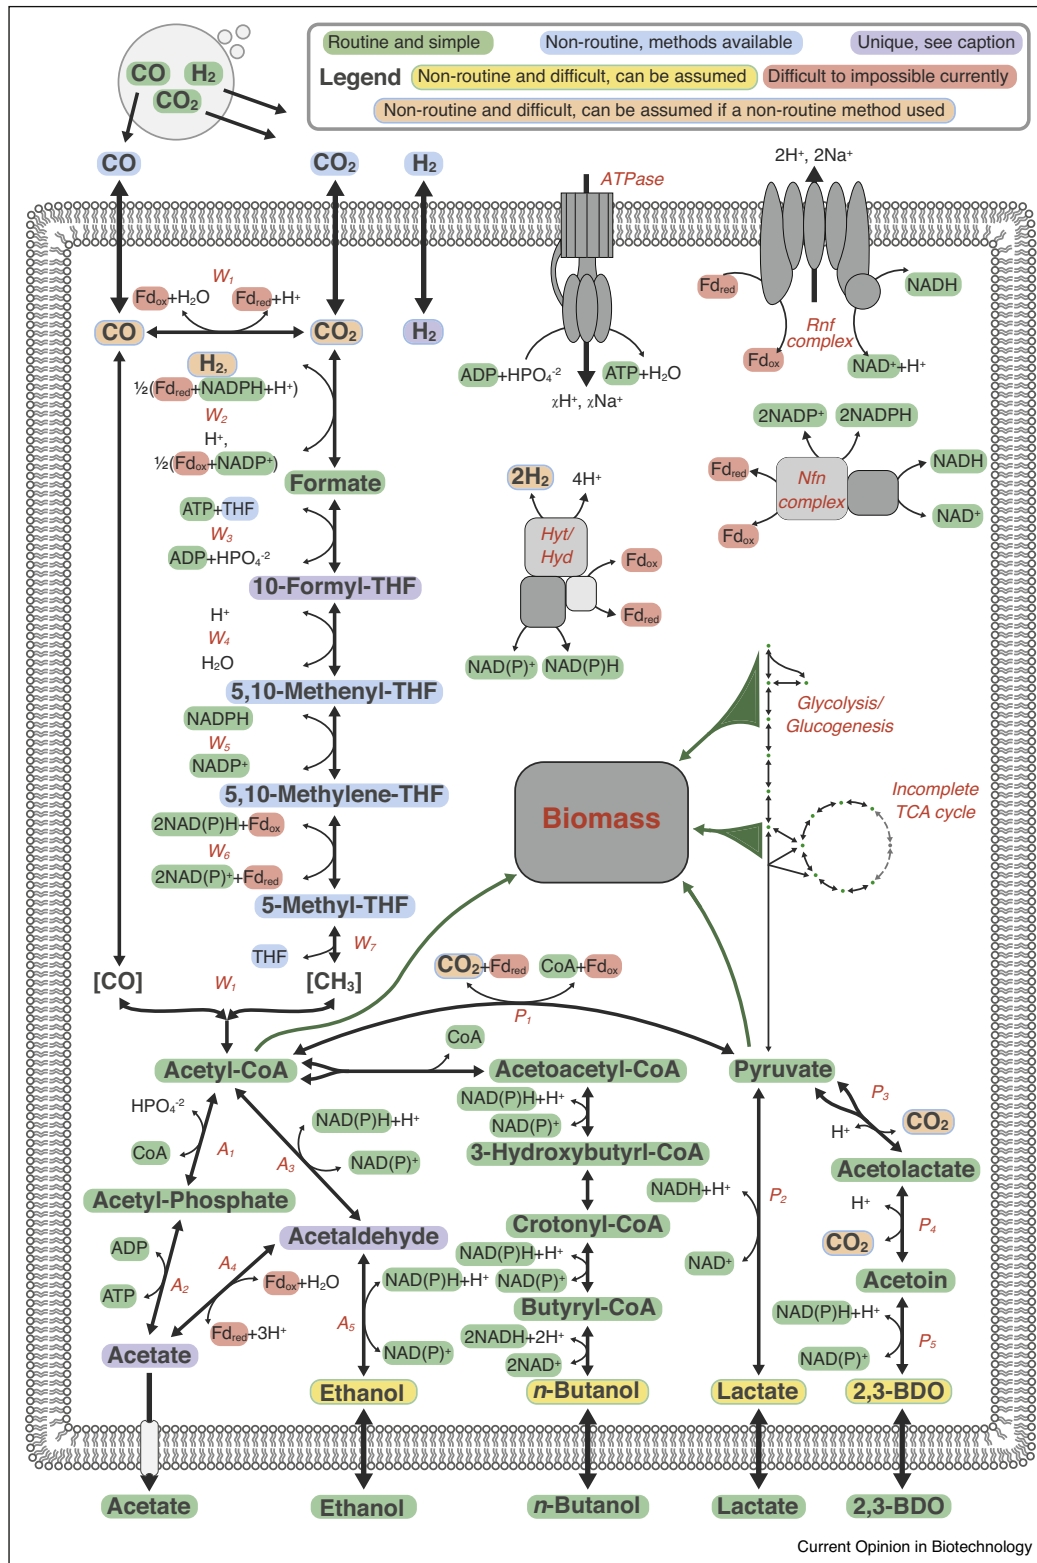 Routine and simple
Non-routine, methods available
Unique, see caption
Legend
Non-routine and difficult, can be assumed
Difficult to impossible currently
Non-routine and difficult, can be assumed if a non-routine method used
CO
H₂
CO₂
CO
CO₂
H₂
ATPase
2H⁺, 2Na⁺
W₁
Fdox+H₂O
Fdred+H⁺
CO
CO₂
H₂
Fdred
NADH
Rnf
complex
Fdox
NAD⁺+H⁺
ADP+HPO₄⁻²
ATP+H₂O
χH⁺, χNa⁺
H₂,
½(Fdred+NADPH+H⁺)
W₂
H⁺,
½(Fdox+NADP⁺)
Formate
2NADP⁺
2NADPH
Fdred
Nfn
complex
NADH
Fdox
NAD⁺
2H₂
4H⁺
Hyt/
Hyd
Fdox
Fdred
NAD(P)⁺
NAD(P)H
ATP+THF
W₃
ADP+HPO₄⁻²
10-Formyl-THF
H⁺
W₄
H₂O
5,10-Methenyl-THF
NADPH
W₅
NADP⁺
5,10-Methylene-THF
2NAD(P)H+Fdox
W₆
2NAD(P)⁺+Fdred
5-Methyl-THF
THF
W₇
[CO]
W₁
[CH₃]
Glycolysis/
Glucogenesis
Incomplete
TCA cycle
Biomass
CO₂+Fdred
CoA+Fdox
P₁
Acetyl-CoA
CoA
Acetoacetyl-CoA
Pyruvate
HPO₄⁻²
CoA
A₁
NAD(P)H+H⁺
A₃
NAD(P)⁺
NAD(P)H+H⁺
NAD(P)⁺
3-Hydroxybutyrl-CoA
P₃
H⁺
CO₂
Acetolactate
Acetyl-Phosphate
NADH+H⁺
P₂
NAD⁺
H⁺
P₄
CO₂
Acetoin
Acetaldehyde
Crotonyl-CoA
ADP
A₂
ATP
A₄
Fdox+H₂O
Fdred+3H⁺
Acetate
NAD(P)H+H⁺
A₅
NAD(P)⁺
NAD(P)H+H⁺
NAD(P)⁺
Butyryl-CoA
2NADH+2H⁺
2NAD⁺
NAD(P)H+H⁺
P₅
NAD(P)⁺
Ethanol
n-Butanol
Lactate
2,3-BDO
Acetate
Ethanol
n-Butanol
Lactate
2,3-BDO
Current Opinion in Biotechnology